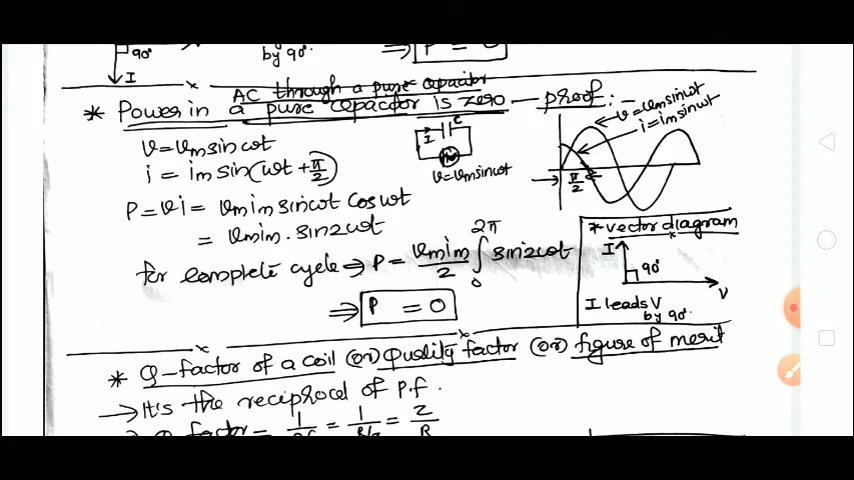 90°
I
by 90°.
⇒ P = 0
AC through a pure capacitor
* Power in a pure capacitor is zero — proof :-
v = vm sin ωt
i = im sin(ωt + π/2)
I
c
v = vm sin ωt
v = vm sin ωt
i = im sin ωt
π/2
P = vi = vm im sin ωt cos ωt
= vm im . sin 2ωt
for complete cycle ⇒ P = vm im / 2 ∫ 0 2π sin 2ωt
⇒ P = 0
* vector diagram
I
90°
V
I leads V
by 90°.
* Q-factor of a coil (or) quality factor (or) figure of merit
→ It's the reciprocal of P.f.
factor = 1 = 1 = Z/R